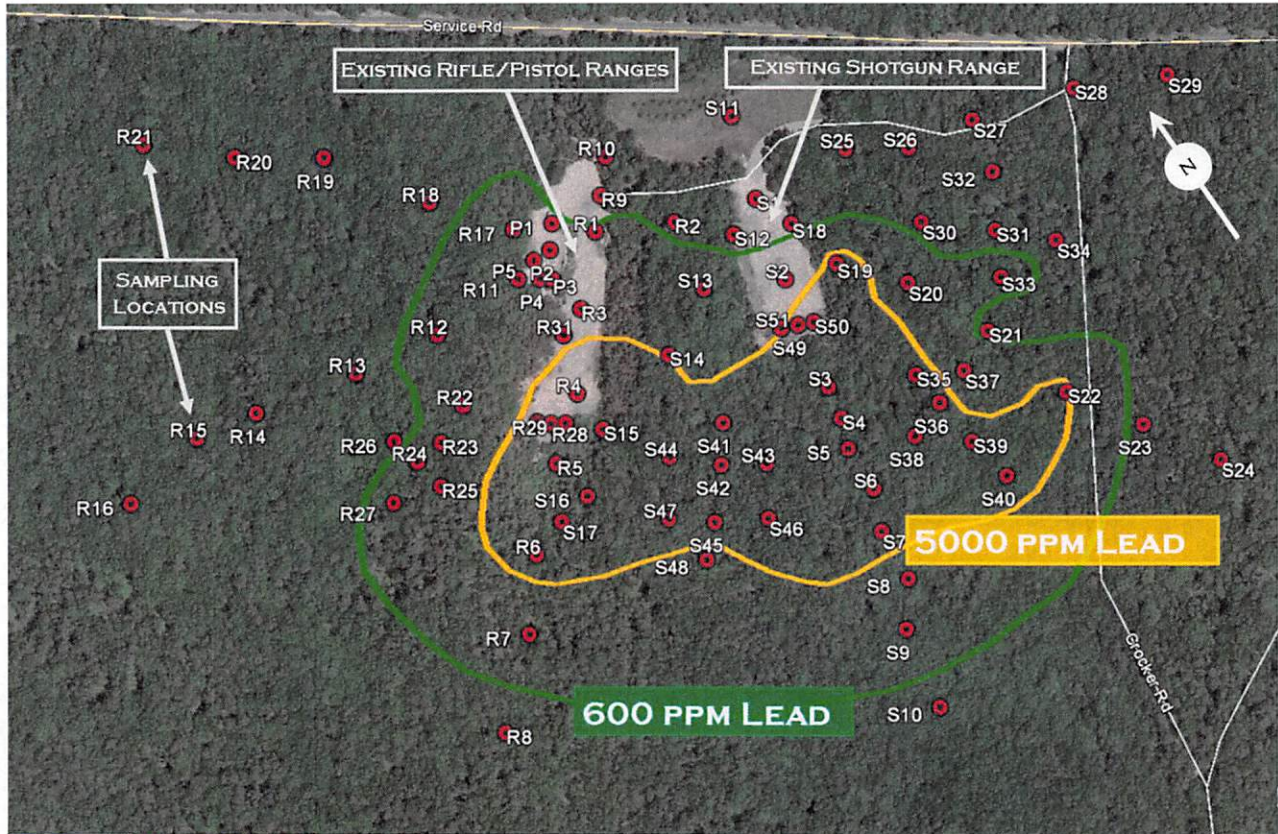 Service Rd
Existing Rifle/Pistol Ranges
Existing Shotgun Range
S28
S29
S11
S27
R21
R20
R19
R10
S25
S26
S32
N
R18
R9
S1
R17
P1
R1
R2
S12
S18
S30
S31
S34
Sampling
Locations
P5
P2
R11
P4
P3
S13
S2
S19
S20
S33
R3
R12
R31
S51
S49
S50
S21
S14
R13
R4
S3
S35
S37
S22
R22
R14
R15
R29
R28
S15
S41
S4
S36
S23
R26
R24
R23
R5
S44
S42
S43
S5
S38
S39
S24
R25
S16
S6
S40
R16
R27
S17
S47
S46
S7
R6
S45
S48
5000 ppm Lead
S8
R7
S9
600 ppm Lead
S10
R8
Crocker Rd